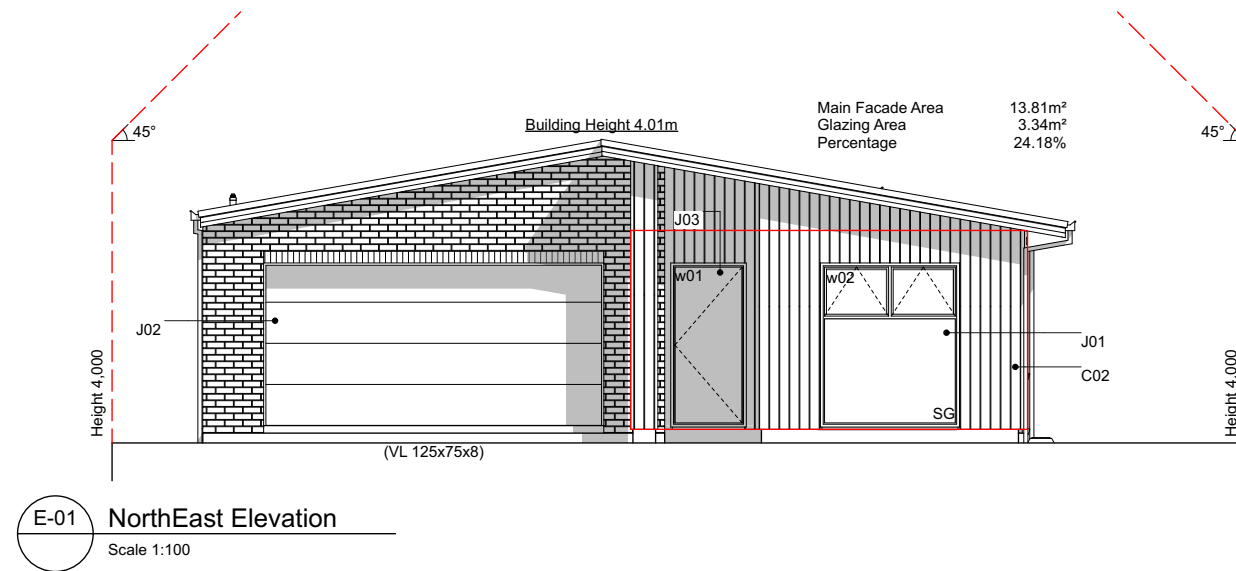 Main Facade Area 13.81m²
Glazing Area 3.34m²
Percentage 24.18%
Building Height 4.01m
45°
45°
J03
w01
w02
J02
J01
C02
SG
Height 4,000
Height 4,000
(VL 125x75x8)
E-01
NorthEast Elevation
Scale 1:100